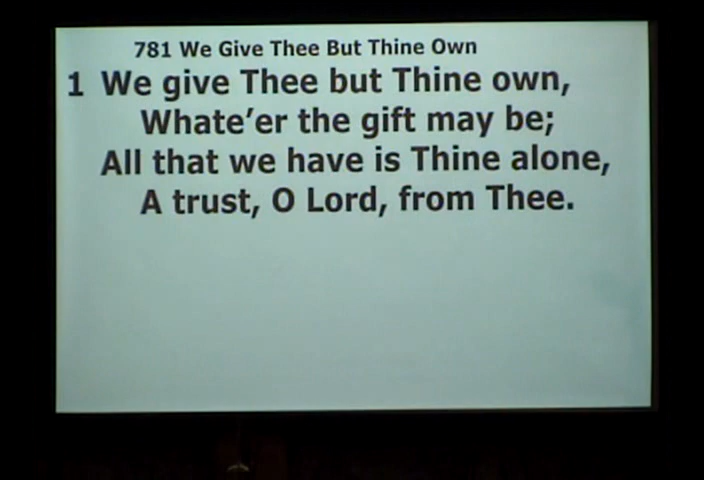 781 We Give Thee But Thine Own
1 We give Thee but Thine own,
Whate’er the gift may be;
All that we have is Thine alone,
A trust, O Lord, from Thee.